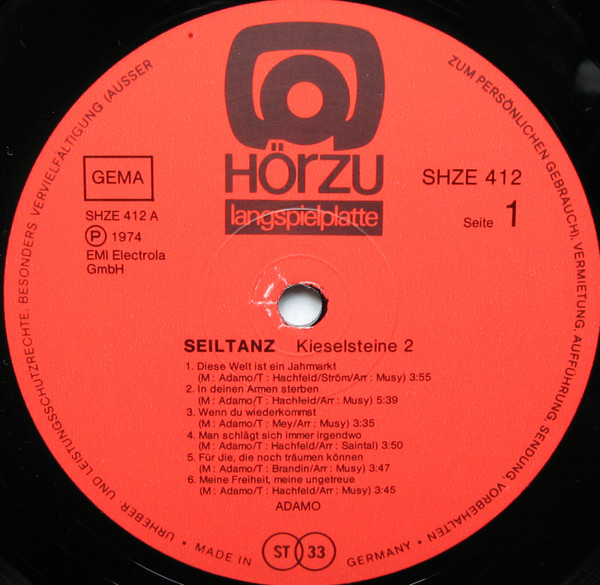 URHEBER UND LEISTUNGSSCHUTZRECHTE. BESONDERS VERVIELFÄLTIGUNG (AUSSER
ZUM PERSÖNLICHEN GEBRAUCH), VERMIETUNG, AUFFÜHRUNG, SENDUNG, VORBEHALTEN
HÖRZU
langspielplatte
GEMA
SHZE 412 A
Ⓟ 1974
EMI Electrola
GmbH
SHZE 412
Seite 1
SEILTANZ Kieselsteine 2
1. Diese Welt ist ein Jahrmarkt
(M : Adamo/T : Hachfeld/Ström/Arr : Musy) 3:55
2. In deinen Armen sterben
(M : Adamo/T : Hachfeld/Arr : Musy) 5:39
3. Wenn du wiederkommst
(M : Adamo/T : Mey/Arr : Musy) 3:35
4. Man schlägt sich immer irgendwo
(M : Adamo/T : Hachfeld/Arr : Saintal) 3:50
5. Für die, die noch träumen können
(M : Adamo/T : Brandin/Arr : Musy) 3:47
6. Meine Freiheit, meine ungetreue
(M : Adamo/T : Hachfeld/Arr : Musy) 3:45
ADAMO
• MADE IN ST 33 GERMANY •